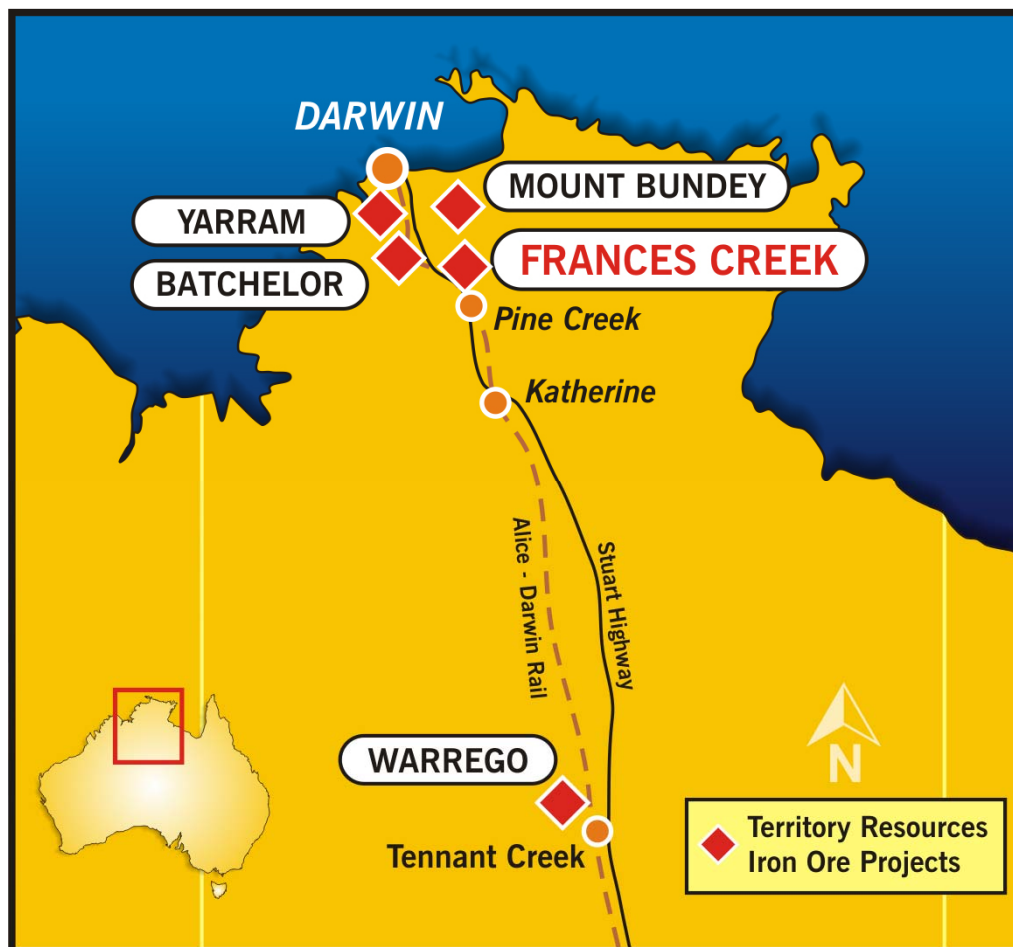 DARWIN
MOUNT BUNDEY
YARRAM
FRANCES CREEK
BATCHELOR
Pine Creek
Katherine
Alice - Darwin Rail
Stuart Highway
WARREGO
N
Tennant Creek
Territory Resources
Iron Ore Projects